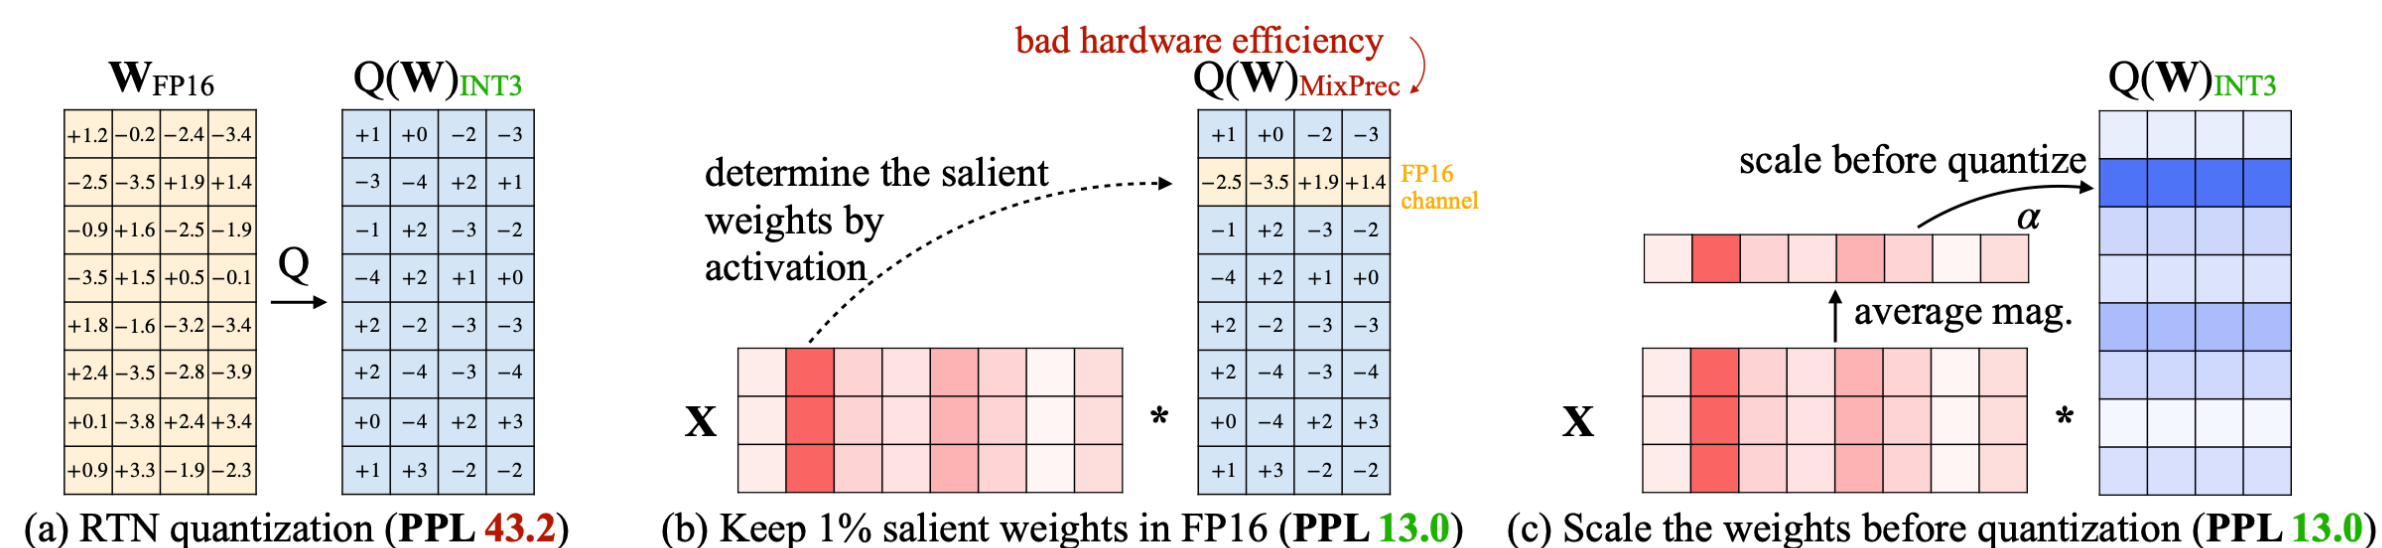 W_FP16
+1.2 −0.2 −2.4 −3.4
−2.5 −3.5 +1.9 +1.4
−0.9 +1.6 −2.5 −1.9
−3.5 +1.5 +0.5 −0.1
+1.8 −1.6 −3.2 −3.4
+2.4 −3.5 −2.8 −3.9
+0.1 −3.8 +2.4 +3.4
+0.9 +3.3 −1.9 −2.3
Q
Q(W)_INT3
+1 +0 −2 −3
−3 −4 +2 +1
−1 +2 −3 −2
−4 +2 +1 +0
+2 −2 −3 −3
+2 −4 −3 −4
+0 −4 +2 +3
+1 +3 −2 −2
(a) RTN quantization (PPL 43.2)
bad hardware efficiency
Q(W)_MixPrec
determine the salient
weights by
activation
X
*
+1 +0 −2 −3
−2.5 −3.5 +1.9 +1.4
−1 +2 −3 −2
−4 +2 +1 +0
+2 −2 −3 −3
+2 −4 −3 −4
+0 −4 +2 +3
+1 +3 −2 −2
FP16
channel
(b) Keep 1% salient weights in FP16 (PPL 13.0)
Q(W)_INT3
scale before quantize
α
average mag.
X
*
(c) Scale the weights before quantization (PPL 13.0)